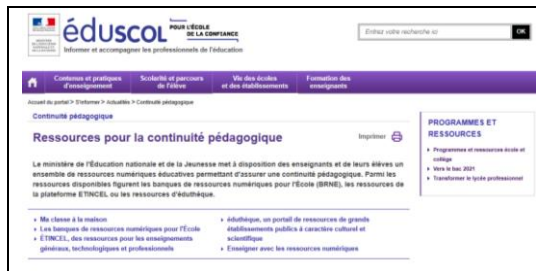 éduscol
POUR L'ÉCOLE
DE LA CONFIANCE
Informer et accompagner les professionnels de l'éducation
Entrez votre recherche ici
OK
Contenus et pratiques
d'enseignement
Scolarité et parcours
de l'élève
Vie des écoles
et des établissements
Formation des
enseignants
Accueil du portail > S'informer > Actualités > Continuité pédagogique
Continuité pédagogique
Ressources pour la continuité pédagogique
Imprimer
Le ministère de l'Éducation nationale et de la Jeunesse met à disposition des enseignants et de leurs élèves un
ensemble de ressources numériques éducatives permettant d'assurer une continuité pédagogique. Parmi les
ressources disponibles figurent les banques de ressources numériques pour l'École (BRNE), les ressources de
la plateforme ETINCEL ou les ressources d'éduthèque.
Ma classe à la maison
Les banques de ressources numériques pour l'École
ÉTINCEL, des ressources pour les enseignements
généraux, technologiques et professionnels
éduthèque, un portail de ressources de grands
établissements publics à caractère culturel et
scientifique
Enseigner avec les ressources numériques
PROGRAMMES ET
RESSOURCES
Programmes et ressources école et
collège
Vers le bac 2021
Transformer le lycée professionnel